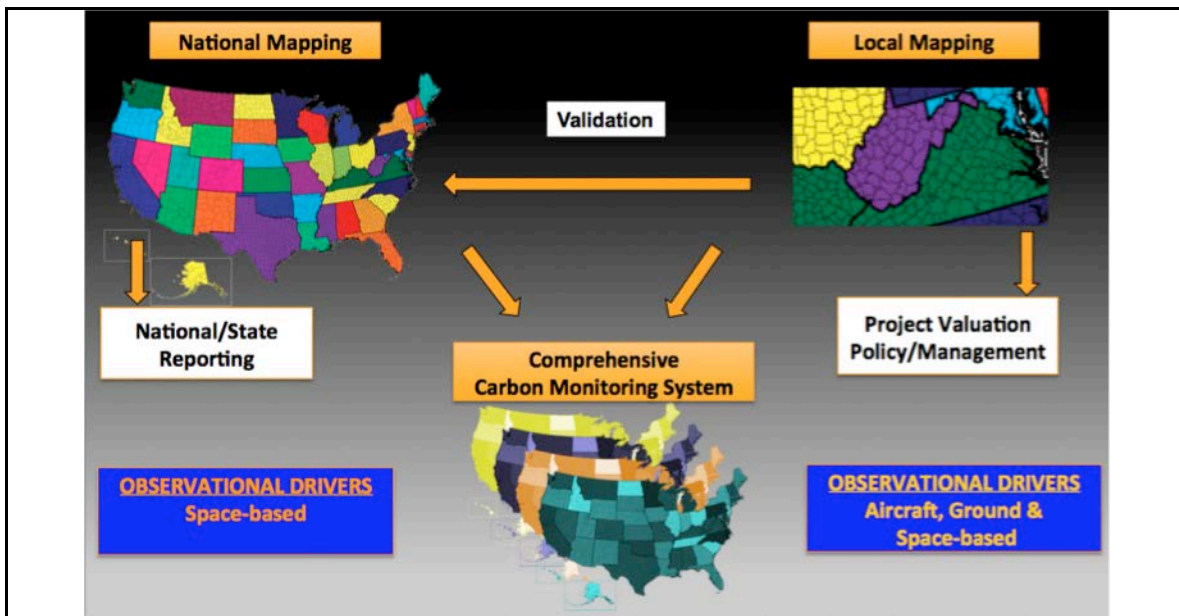 National Mapping
Local Mapping
Validation
National/State
Reporting
Project Valuation
Policy/Management
Comprehensive
Carbon Monitoring System
OBSERVATIONAL DRIVERS
Space-based
OBSERVATIONAL DRIVERS
Aircraft, Ground &
Space-based